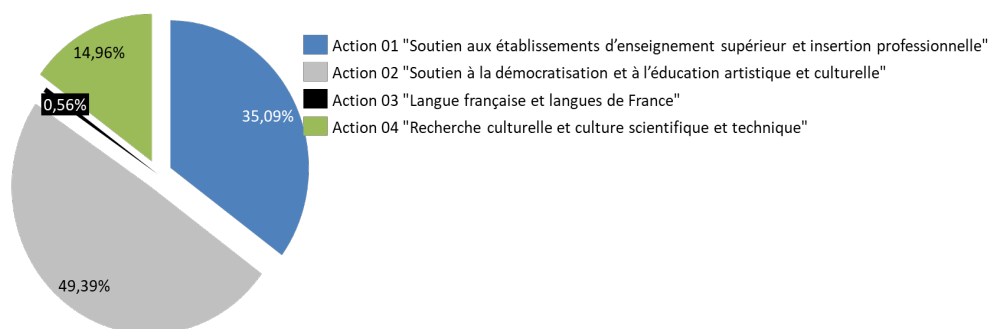 14,96%
0,56%
35,09%
49,39%
Action 01 "Soutien aux établissements d’enseignement supérieur et insertion professionnelle"
Action 02 "Soutien à la démocratisation et à l’éducation artistique et culturelle"
Action 03 "Langue française et langues de France"
Action 04 "Recherche culturelle et culture scientifique et technique"